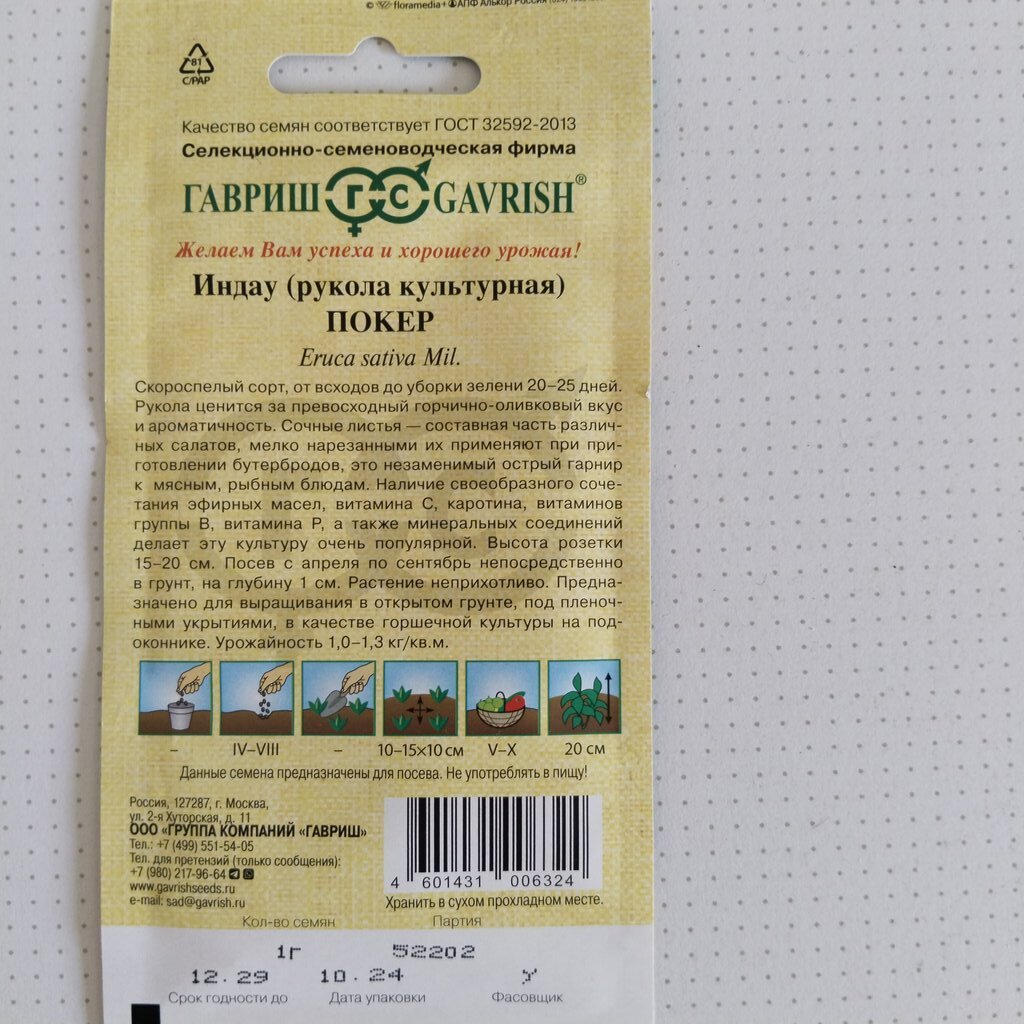 © floramedia+ АПФ Алькор Россия
81
C/PAP
Качество семян соответствует ГОСТ 32592-2013
Селекционно-семеноводческая фирма
ГАВРИШ Г-С GAVRISH®
Желаем Вам успеха и хорошего урожая!
Индау (рукола культурная)
ПОКЕР
Eruca sativa Mil.
Скороспелый сорт, от всходов до уборки зелени 20–25 дней.
Рукола ценится за превосходный горчично-оливковый вкус
и ароматичность. Сочные листья — составная часть различ-
ных салатов, мелко нарезанными их применяют при при-
готовлении бутербродов, это незаменимый острый гарнир
к мясным, рыбным блюдам. Наличие своеобразного соче-
тания эфирных масел, витамина С, каротина, витаминов
группы В, витамина Р, а также минеральных соединений
делает эту культуру очень популярной. Высота розетки
15–20 см. Посев с апреля по сентябрь непосредственно
в грунт, на глубину 1 см. Растение неприхотливо. Предна-
значено для выращивания в открытом грунте, под пленоч-
ными укрытиями, в качестве горшечной культуры на под-
оконнике. Урожайность 1,0–1,3 кг/кв.м.
– IV–VIII – 10–15×10 см V–X 20 см
Данные семена предназначены для посева. Не употреблять в пищу!
Россия, 127287, г. Москва,
ул. 2-я Хуторская, д. 11
ООО «ГРУППА КОМПАНИЙ «ГАВРИШ»
Тел.: +7 (499) 551-54-05
Тел. для претензий (только сообщения):
+7 (980) 217-96-64
www.gavrishseeds.ru
e-mail: sad@gavrish.ru
4 601431 006324
Хранить в сухом прохладном месте.
Кол-во семян Партия
1г 52202
12.29 10.24 У
Срок годности до Дата упаковки Фасовщик